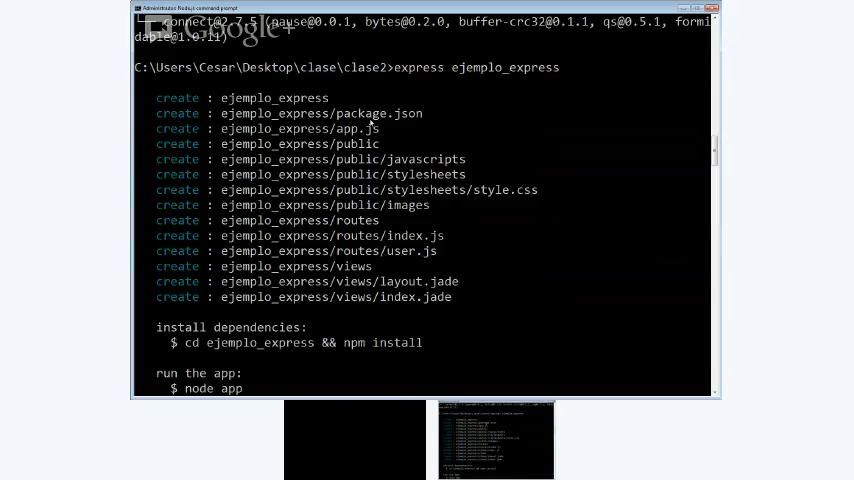 Administrador: Node.js command prompt
connect@2.7.5 (pause@0.0.1, bytes@0.2.0, buffer-crc32@0.1.1, qs@0.5.1, formi
dable@1.0.11)
Google+
C:\Users\Cesar\Desktop\clase\clase2>express ejemplo_express
create : ejemplo_express
create : ejemplo_express/package.json
create : ejemplo_express/app.js
create : ejemplo_express/public
create : ejemplo_express/public/javascripts
create : ejemplo_express/public/stylesheets
create : ejemplo_express/public/stylesheets/style.css
create : ejemplo_express/public/images
create : ejemplo_express/routes
create : ejemplo_express/routes/index.js
create : ejemplo_express/routes/user.js
create : ejemplo_express/views
create : ejemplo_express/views/layout.jade
create : ejemplo_express/views/index.jade
install dependencies:
$ cd ejemplo_express && npm install
run the app:
$ node app